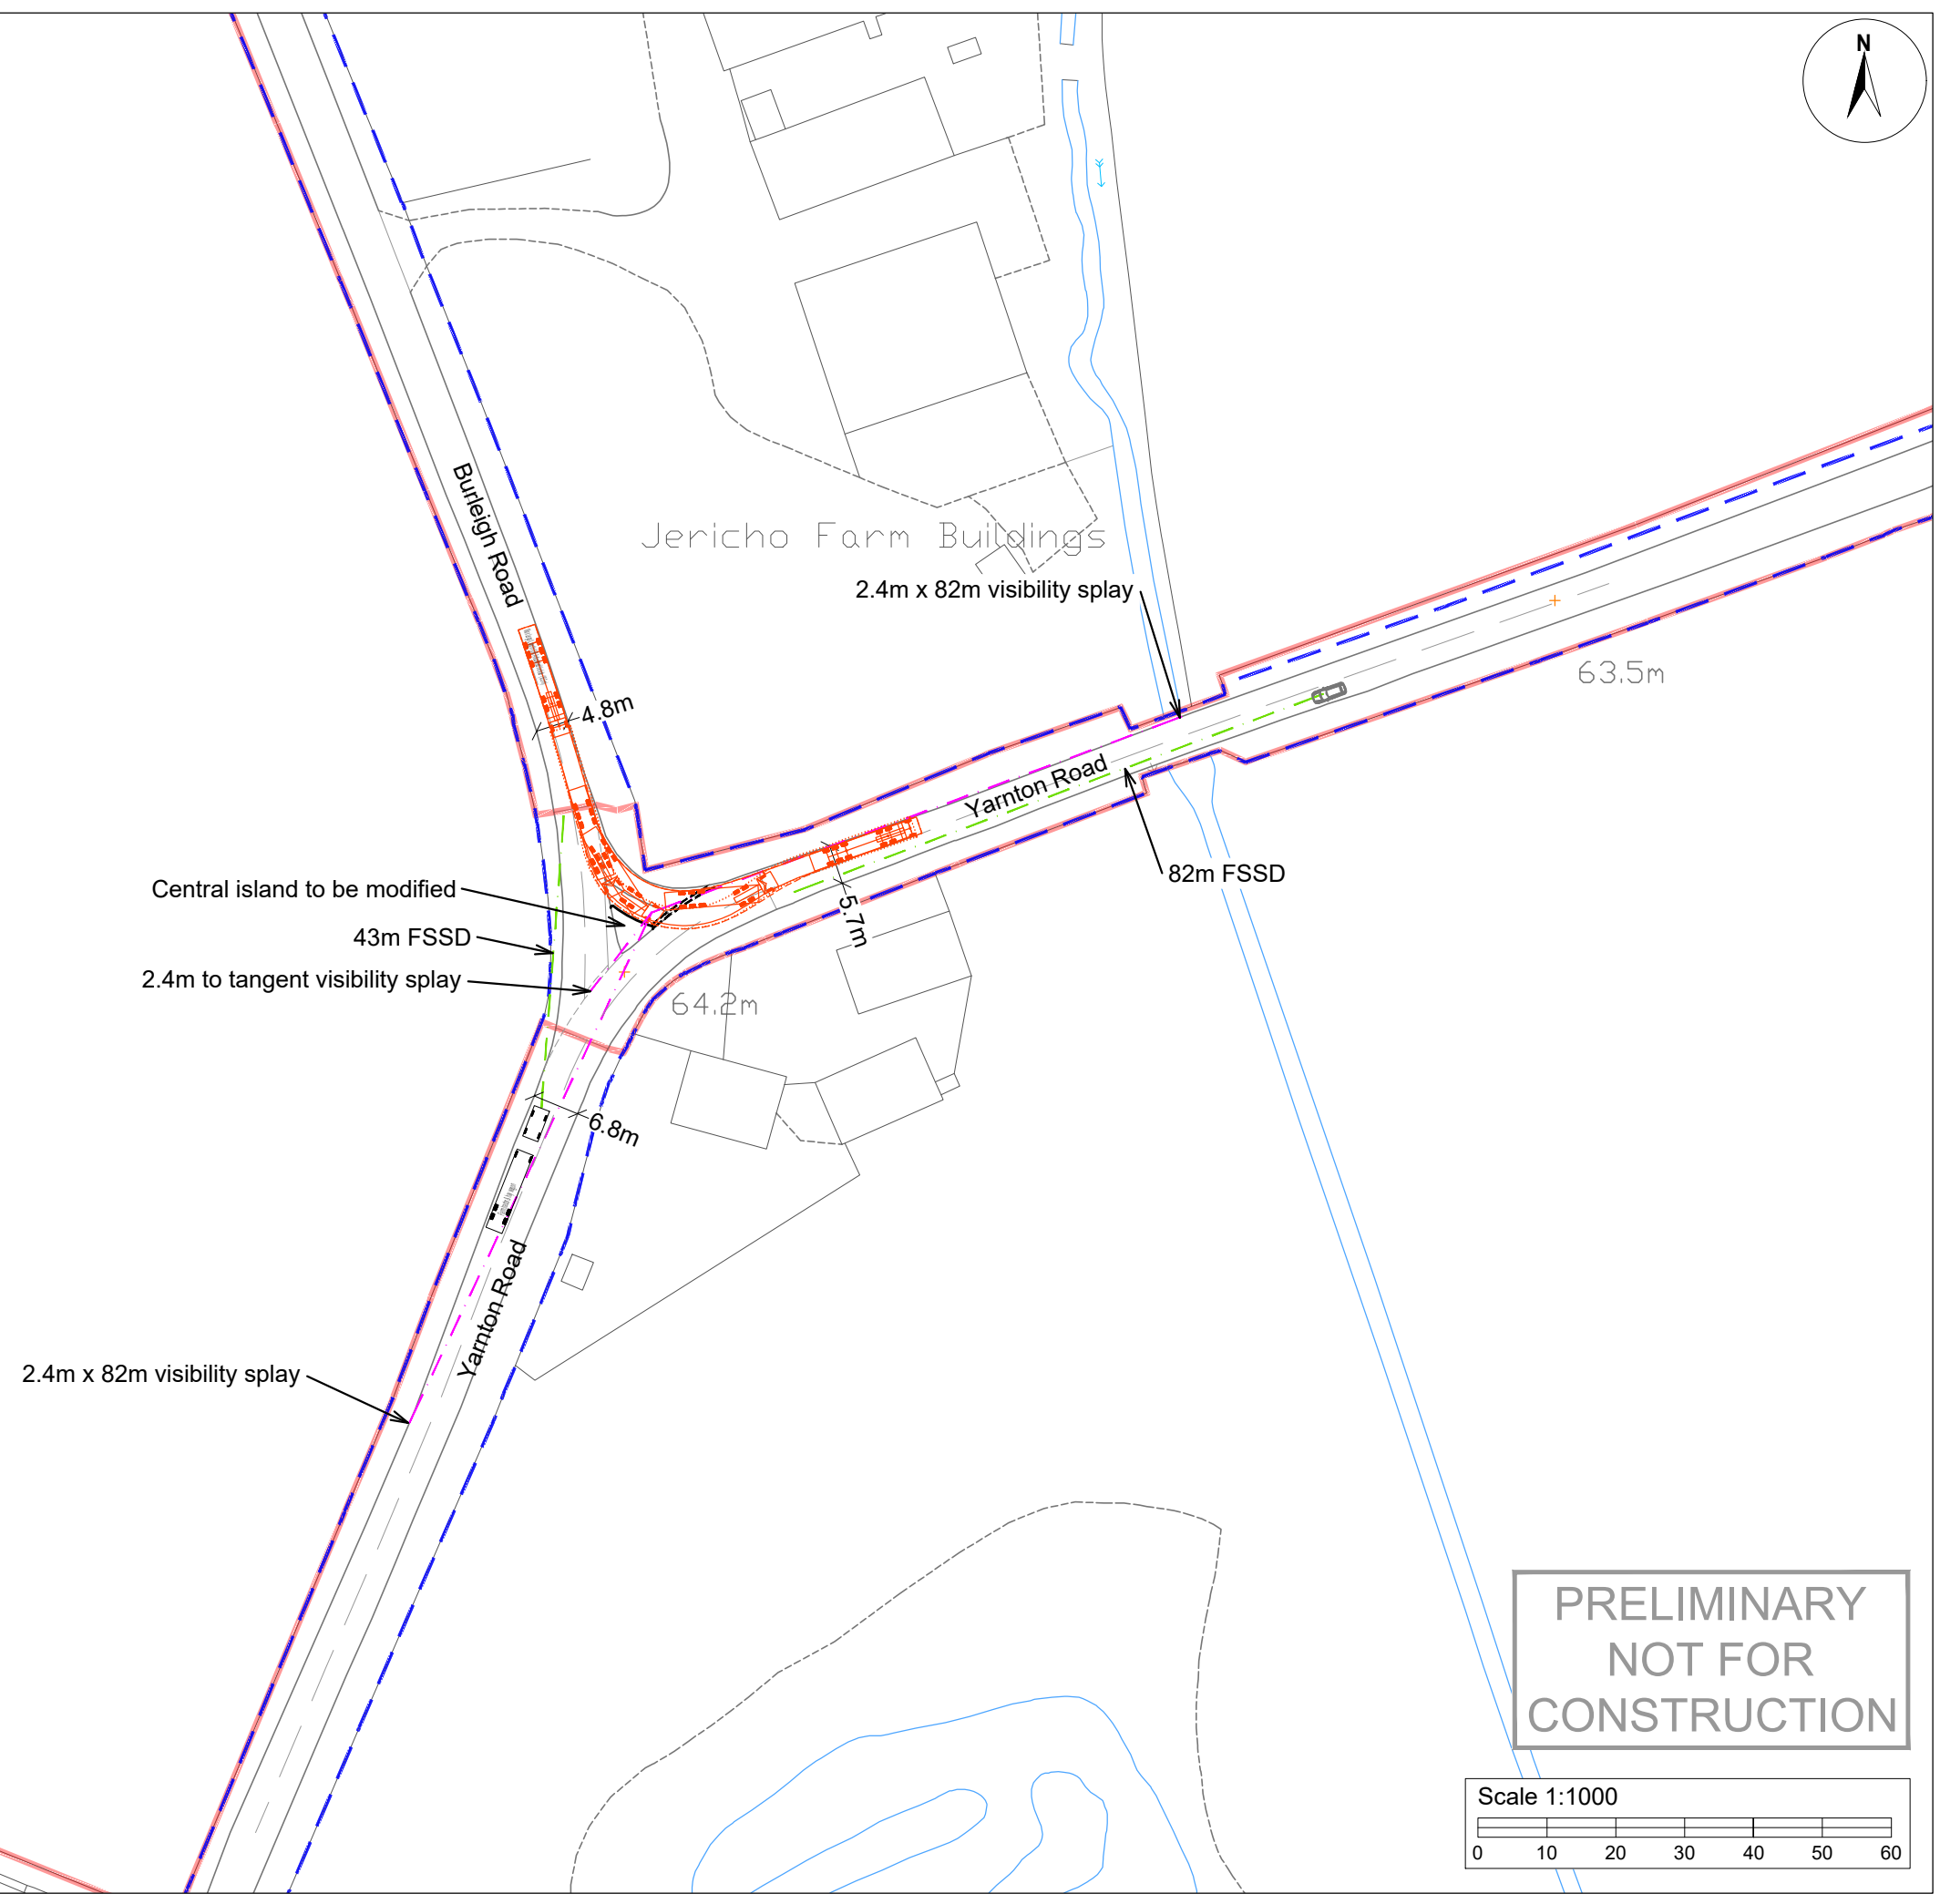 N
Burleigh Road
Jericho Farm Buildings
2.4m x 82m visibility splay
63.5m
4.8m
Yarnton Road
82m FSSD
Central island to be modified
5.7m
43m FSSD
2.4m to tangent visibility splay
64.2m
6.8m
Yarnton Road
2.4m x 82m visibility splay
PRELIMINARY
NOT FOR
CONSTRUCTION
Scale 1:1000
0 10 20 30 40 50 60